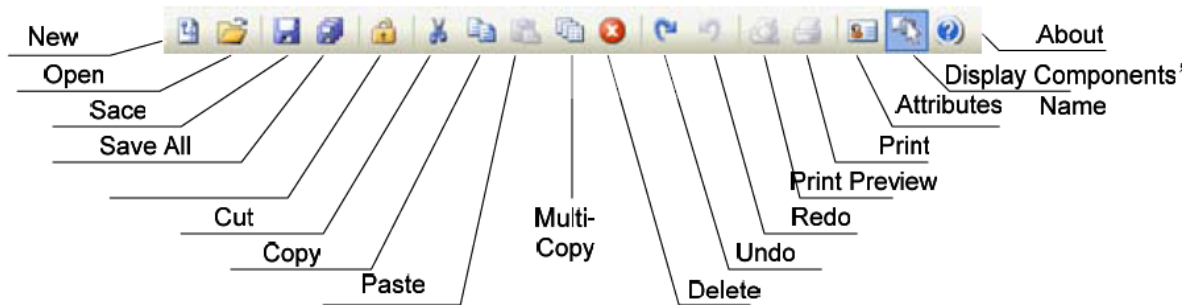 New
Open
Sace
Save All
Cut
Copy
Paste
Multi-
Copy
Delete
Undo
Redo
Print Preview
Print
Attributes
Display Components'
Name
About